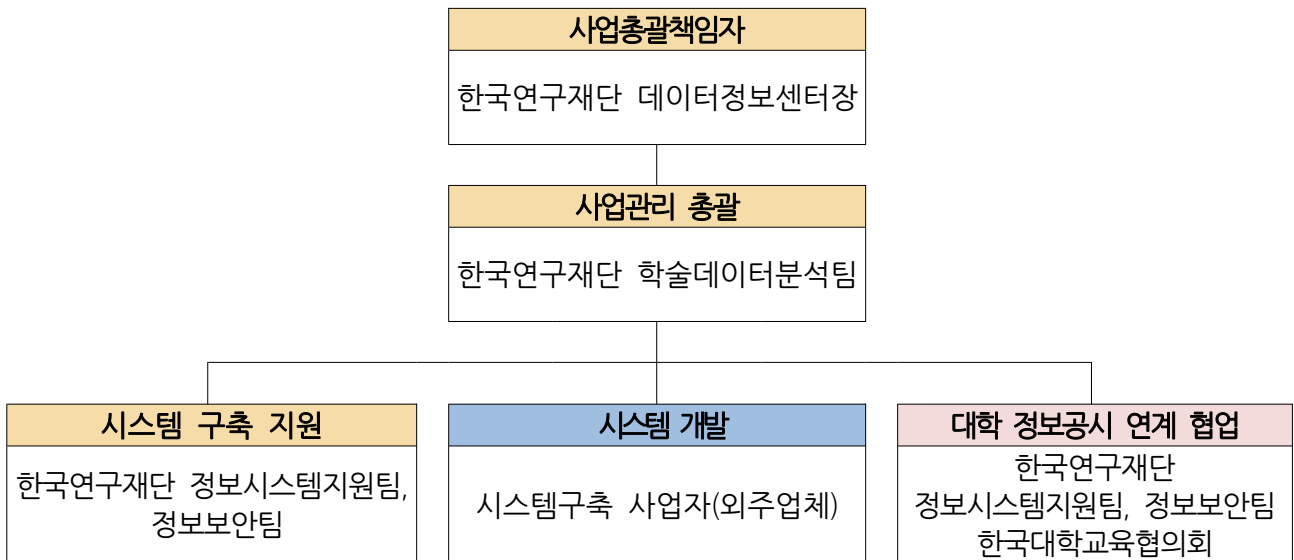 사업총괄책임자
한국연구재단 데이터정보센터장
사업관리 총괄
한국연구재단 학술데이터분석팀
시스템 구축 지원
한국연구재단 정보시스템지원팀,
정보보안팀
시스템 개발
시스템구축 사업자(외주업체)
대학 정보공시 연계 협업
한국연구재단
정보시스템지원팀, 정보보안팀
한국대학교육협의회